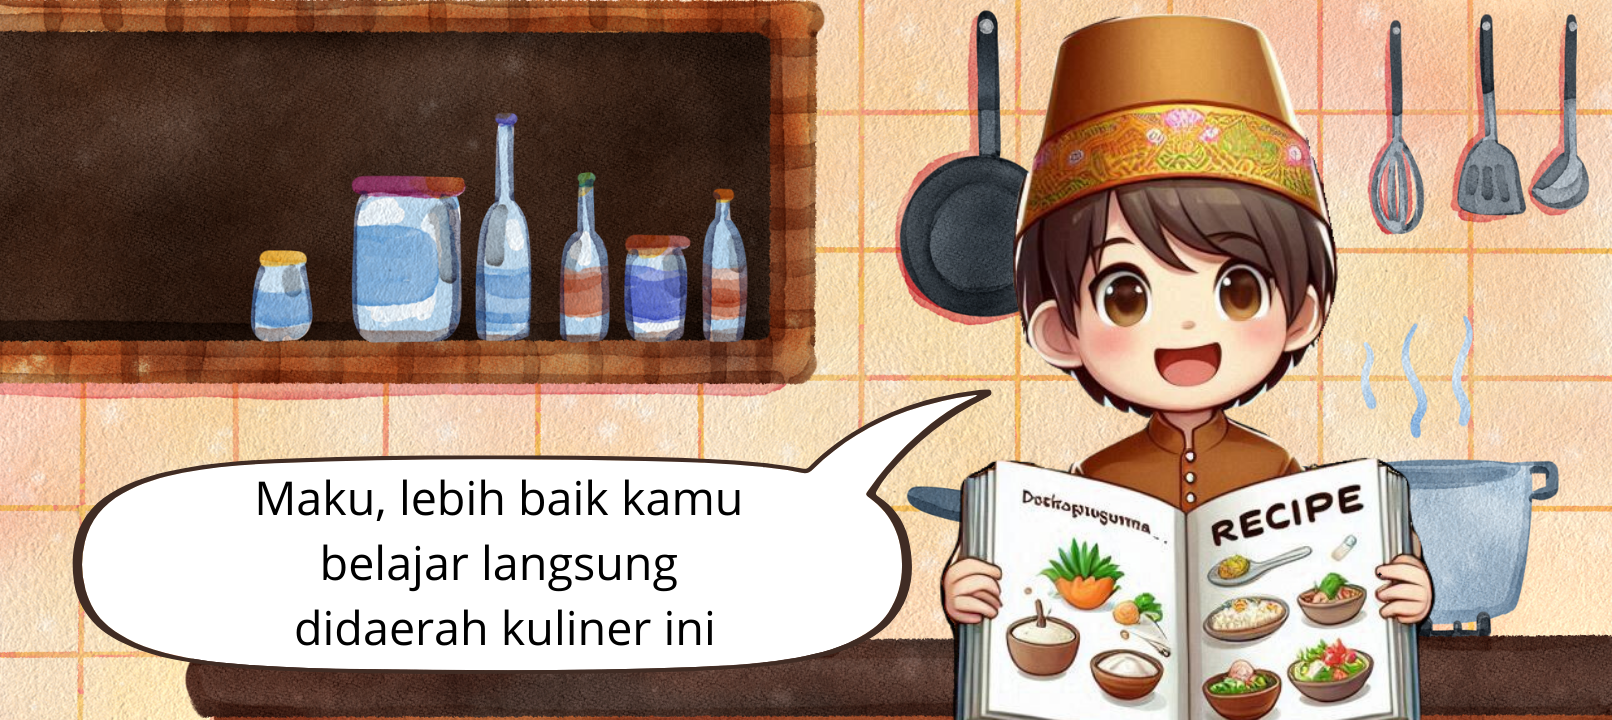 Maku, lebih baik kamu
belajar langsung
didaerah kuliner ini
RECIPE